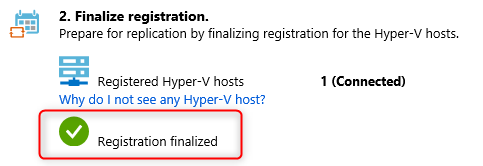 2. Finalize registration.
Prepare for replication by finalizing registration for the Hyper-V hosts.
Registered Hyper-V hosts 1 (Connected)
Why do I not see any Hyper-V host?
Registration finalized